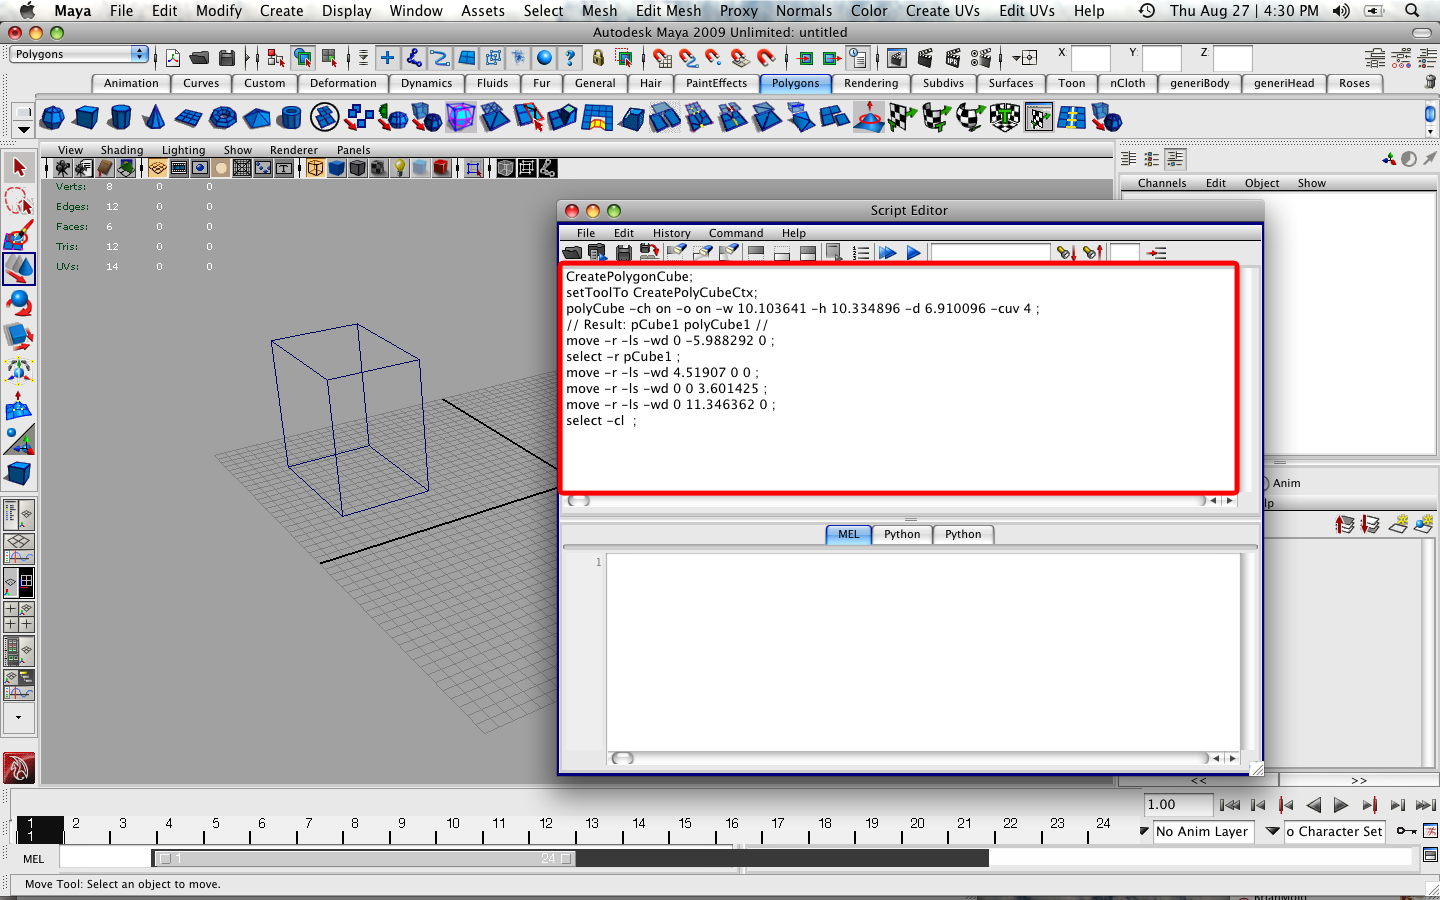 Maya File Edit Modify Create Display Window Assets Select Mesh Edit Mesh Proxy Normals Color Create UVs Edit UVs Help Thu Aug 27 | 4:30 PM
Autodesk Maya 2009 Unlimited: untitled
Polygons
X:
Y:
Z:
Animation Curves Custom Deformation Dynamics Fluids Fur General Hair PaintEffects Polygons Rendering Subdivs Surfaces Toon nCloth generiBody generiHead Roses
View Shading Lighting Show Renderer Panels
Verts: 8 0 0
Edges: 12 0 0
Faces: 6 0 0
Tris: 12 0 0
UVs: 14 0 0
Channels Edit Object Show
Script Editor
File Edit History Command Help
CreatePolygonCube;
setToolTo CreatePolyCubeCtx;
polyCube -ch on -o on -w 10.103641 -h 10.334896 -d 6.910096 -cuv 4 ;
// Result: pCube1 polyCube1 //
move -r -ls -wd 0 -5.988292 0 ;
select -r pCube1 ;
move -r -ls -wd 4.51907 0 0 ;
move -r -ls -wd 0 0 3.601425 ;
move -r -ls -wd 0 11.346362 0 ;
select -cl  ;
Anim
lp
MEL Python Python
1
<< >>
1.00
1 2 3 4 5 6 7 8 9 10 11 12 13 14 15 16 17 18 19 20 21 22 23 24
1
No Anim Layer
o Character Set
MEL
1 24
Move Tool: Select an object to move.